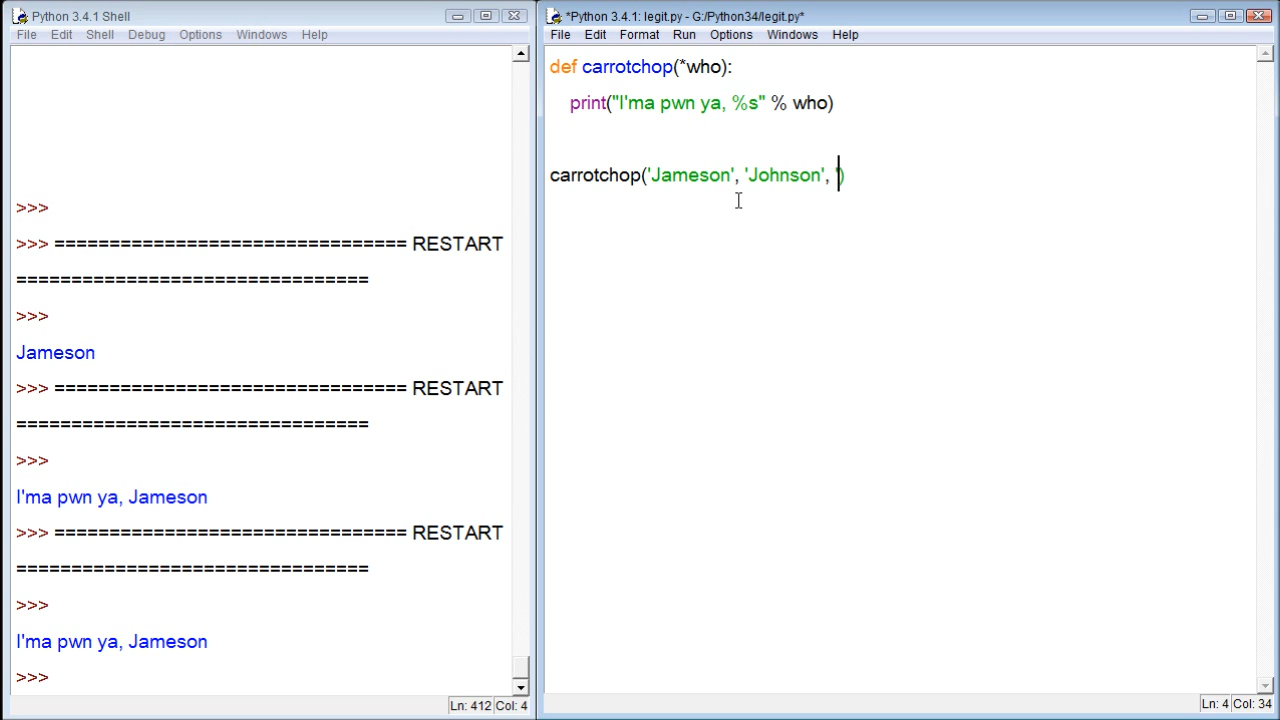 Python 3.4.1 Shell
File Edit Shell Debug Options Windows Help
>>>
>>> ================================ RESTART
================================
>>>
Jameson
>>> ================================ RESTART
================================
>>>
I'ma pwn ya, Jameson
>>> ================================ RESTART
================================
>>>
I'ma pwn ya, Jameson
>>>
Ln: 412 Col: 4
*Python 3.4.1: legit.py - G:/Python34/legit.py*
File Edit Format Run Options Windows Help
def carrotchop(*who):
    print("I'ma pwn ya, %s" % who)
carrotchop('Jameson', 'Johnson', ')
Ln: 4 Col: 34